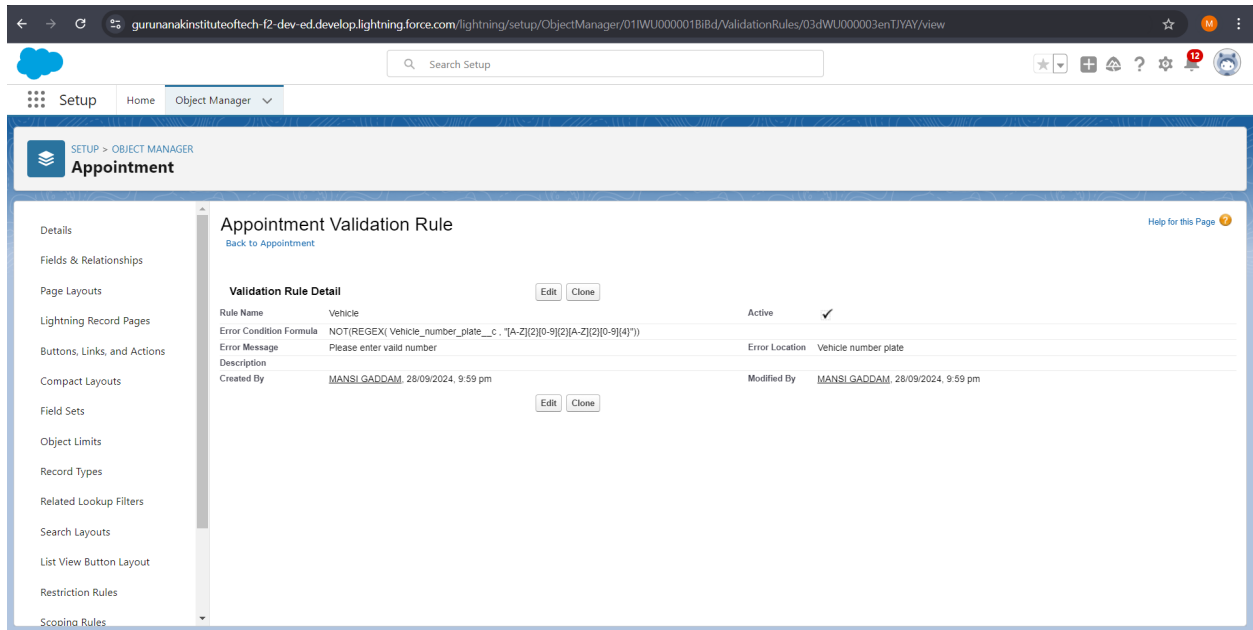 gurunanakinstituteoftech-f2-dev-ed.develop.lightning.force.com/lightning/setup/ObjectManager/01IWU000001BiBd/ValidationRules/03dWU000003enTJYAY/view
M
Search Setup
12
Setup Home Object Manager
SETUP > OBJECT MANAGER
Appointment
Details
Fields & Relationships
Page Layouts
Lightning Record Pages
Buttons, Links, and Actions
Compact Layouts
Field Sets
Object Limits
Record Types
Related Lookup Filters
Search Layouts
List View Button Layout
Restriction Rules
Scoping Rules
Appointment Validation Rule
Help for this Page
Back to Appointment
Validation Rule Detail Edit Clone
Rule Name Vehicle Active
Error Condition Formula NOT(REGEX( Vehicle_number_plate__c , "[A-Z]{2}[0-9]{2}[A-Z]{2}[0-9]{4}"))
Error Message Please enter vaild number Error Location Vehicle number plate
Description
Created By MANSI GADDAM, 28/09/2024, 9:59 pm Modified By MANSI GADDAM, 28/09/2024, 9:59 pm
Edit Clone